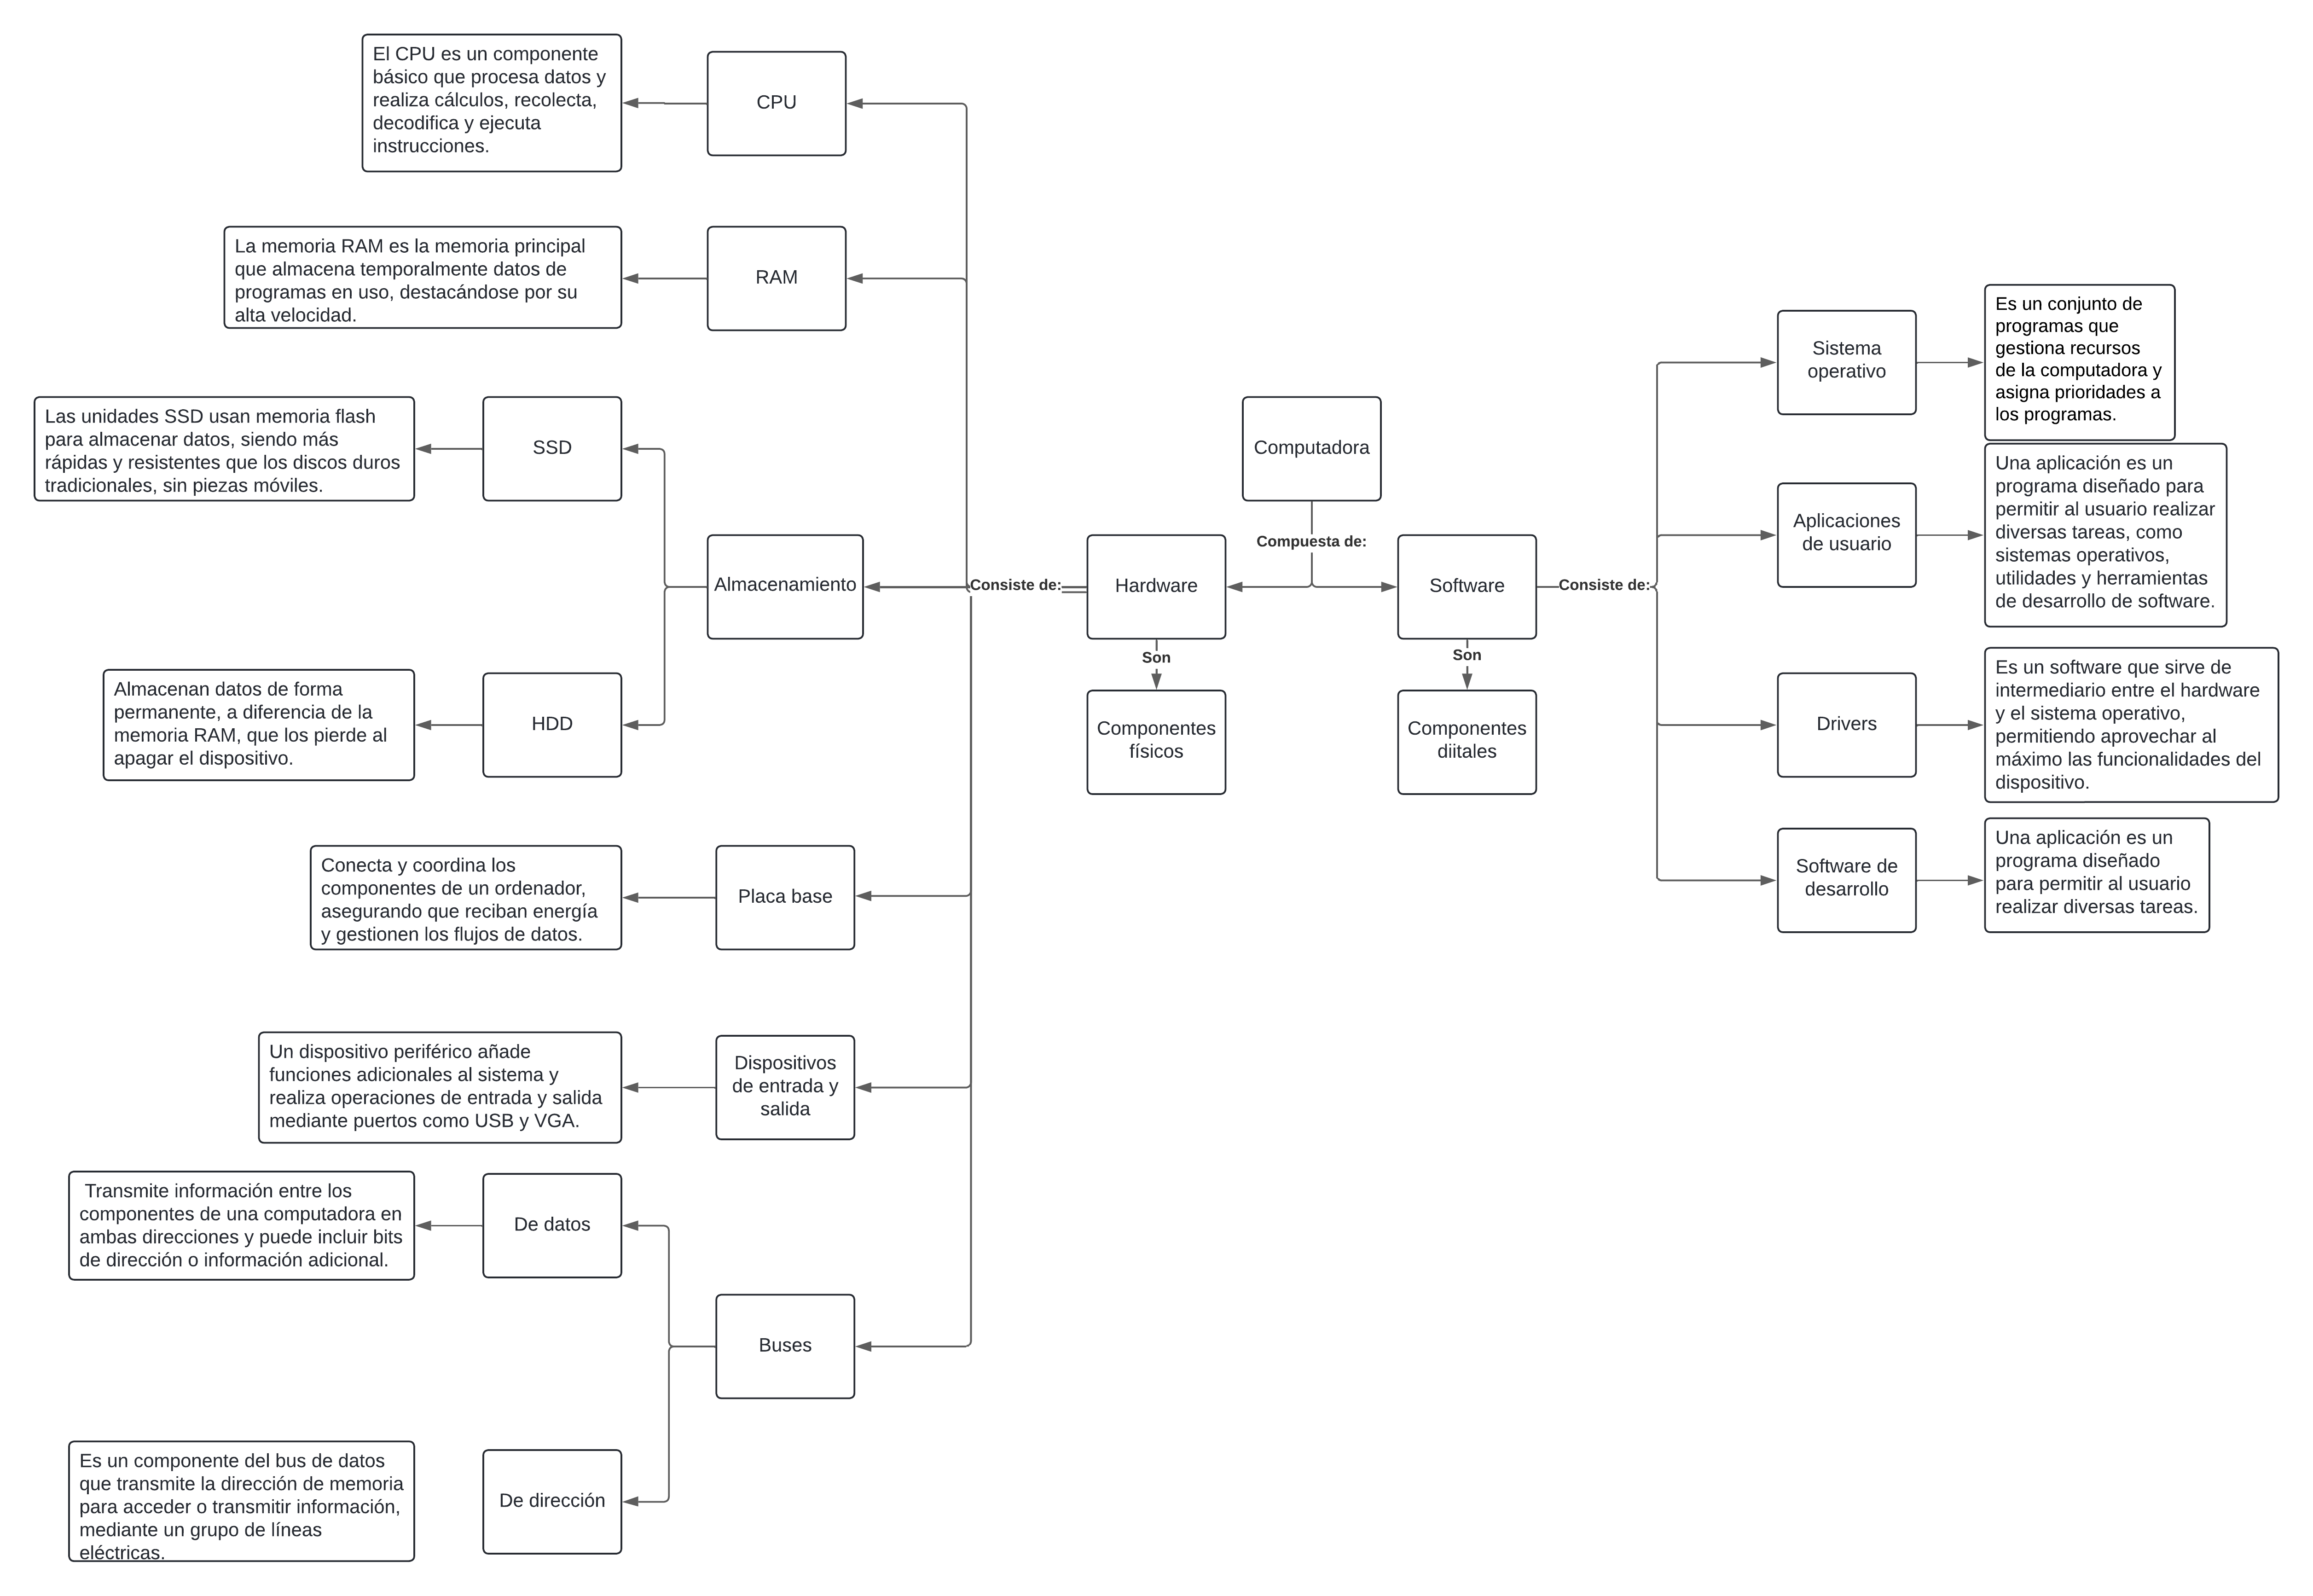 El CPU es un componente
básico que procesa datos y
realiza cálculos, recolecta,
decodifica y ejecuta
instrucciones.
CPU
La memoria RAM es la memoria principal
que almacena temporalmente datos de
programas en uso, destacándose por su
alta velocidad.
RAM
Las unidades SSD usan memoria flash
para almacenar datos, siendo más
rápidas y resistentes que los discos duros
tradicionales, sin piezas móviles.
SSD
Almacenamiento
Almacenan datos de forma
permanente, a diferencia de la
memoria RAM, que los pierde al
apagar el dispositivo.
HDD
Conecta y coordina los
componentes de un ordenador,
asegurando que reciban energía
y gestionen los flujos de datos.
Placa base
Un dispositivo periférico añade
funciones adicionales al sistema y
realiza operaciones de entrada y salida
mediante puertos como USB y VGA.
Dispositivos
de entrada y
salida
Transmite información entre los
componentes de una computadora en
ambas direcciones y puede incluir bits
de dirección o información adicional.
De datos
Buses
Es un componente del bus de datos
que transmite la dirección de memoria
para acceder o transmitir información,
mediante un grupo de líneas
eléctricas.
De dirección
Computadora
Compuesta de:
Consiste de:
Hardware
Software
Consiste de:
Son
Son
Componentes
físicos
Componentes
diitales
Sistema
operativo
Es un conjunto de
programas que
gestiona recursos
de la computadora y
asigna prioridades a
los programas.
Aplicaciones
de usuario
Una aplicación es un
programa diseñado para
permitir al usuario realizar
diversas tareas, como
sistemas operativos,
utilidades y herramientas
de desarrollo de software.
Drivers
Es un software que sirve de
intermediario entre el hardware
y el sistema operativo,
permitiendo aprovechar al
máximo las funcionalidades del
dispositivo.
Software de
desarrollo
Una aplicación es un
programa diseñado
para permitir al usuario
realizar diversas tareas.